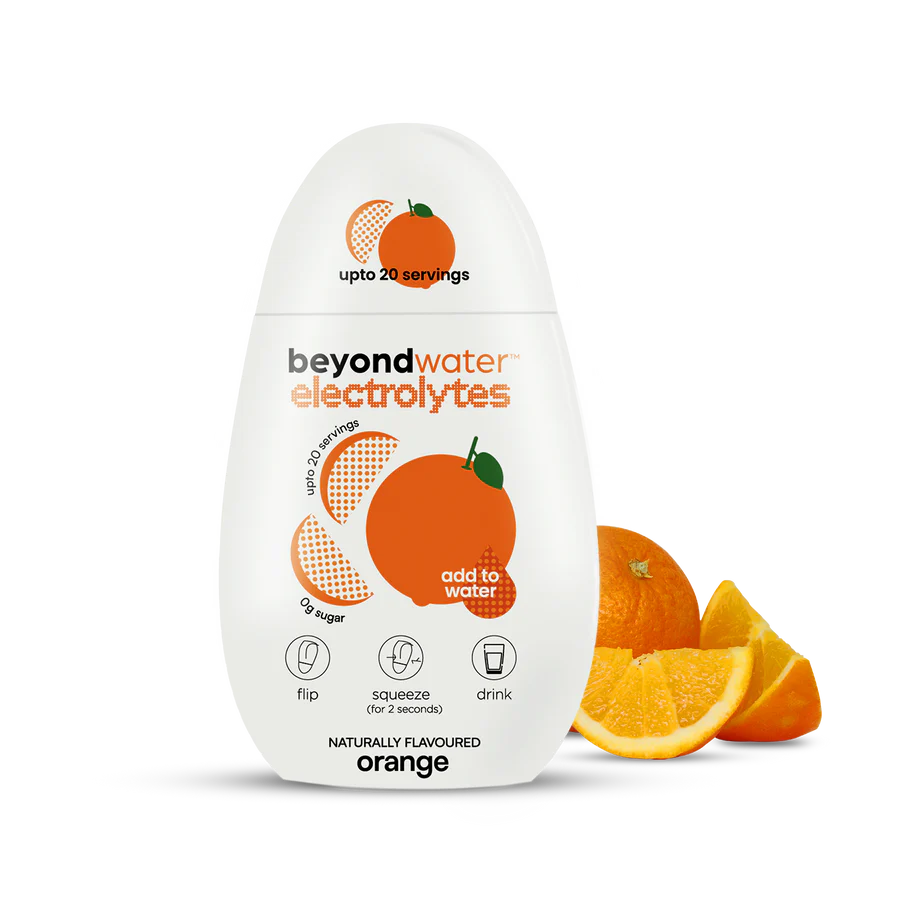 upto 20 servings
beyondwater™
electrolytes
upto 20 servings
0g sugar
add to
water
flip
squeeze
(for 2 seconds)
drink
NATURALLY FLAVOURED
orange